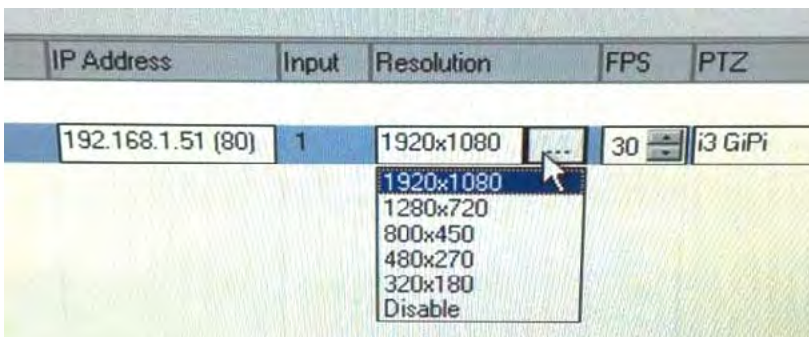 IP Address Input Resolution FPS PTZ
192.168.1.51 (80) 1 1920x1080 ... 30 i3 GiPi
1920x1080
1280x720
800x450
480x270
320x180
Disable